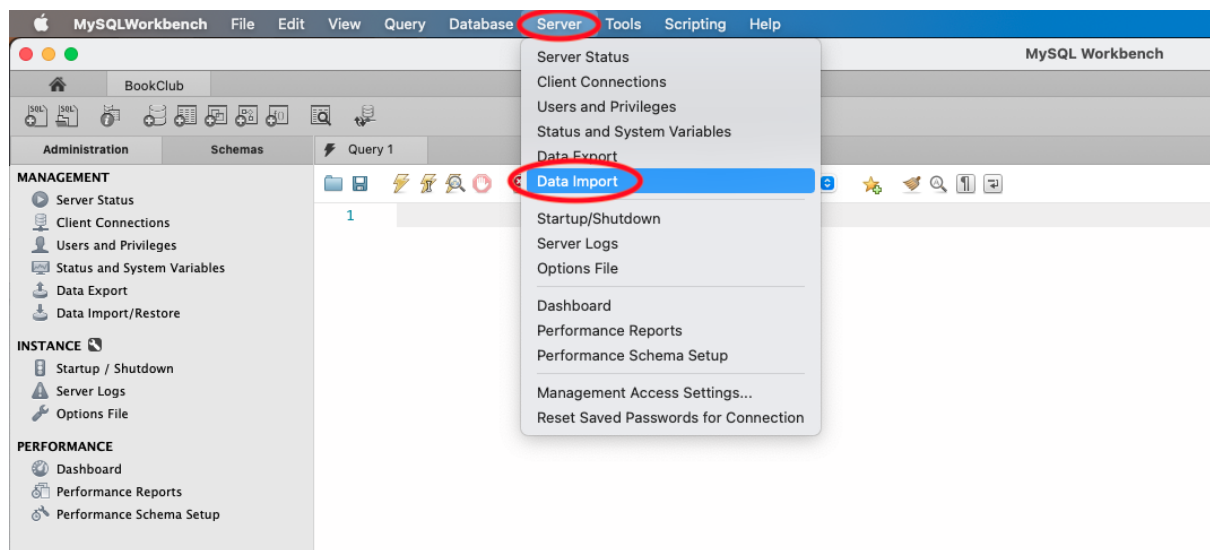 MySQLWorkbench File Edit View Query Database Server Tools Scripting Help
MySQL Workbench
BookClub
Administration Schemas
Query 1
1
MANAGEMENT
Server Status
Client Connections
Users and Privileges
Status and System Variables
Data Export
Data Import/Restore
INSTANCE
Startup / Shutdown
Server Logs
Options File
PERFORMANCE
Dashboard
Performance Reports
Performance Schema Setup
Server Status
Client Connections
Users and Privileges
Status and System Variables
Data Export
Data Import
Startup/Shutdown
Server Logs
Options File
Dashboard
Performance Reports
Performance Schema Setup
Management Access Settings...
Reset Saved Passwords for Connection